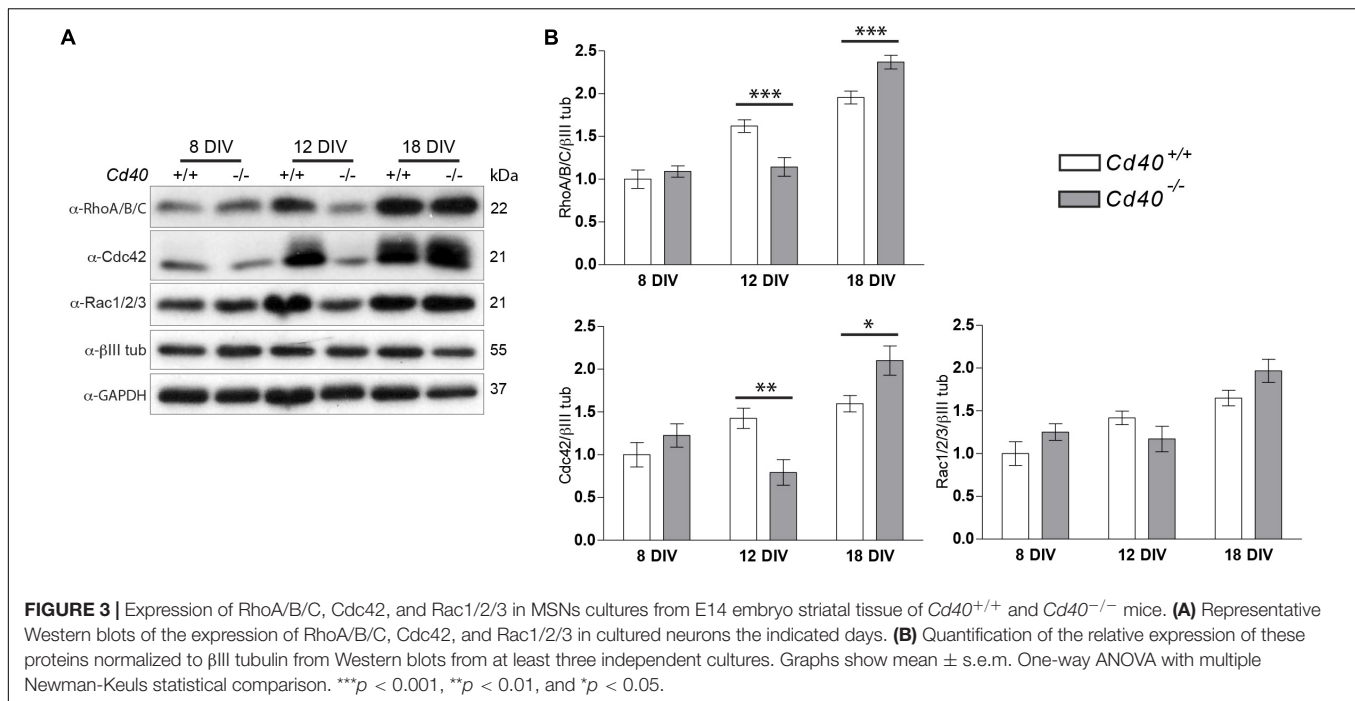 A
8 DIV 12 DIV 18 DIV
Cd40 +/+ -/- +/+ -/- +/+ -/- kDa
α-RhoA/B/C 22
α-Cdc42 21
α-Rac1/2/3 21
α-βIII tub 55
α-GAPDH 37
B
RhoA/B/C/βIII tub
2.5
2.0
1.5
1.0
0.5
0.0
***
***
8 DIV 12 DIV 18 DIV
Cd40+/+
Cd40-/-
Cdc42/βIII tub
2.5
2.0
1.5
1.0
0.5
0.0
**
*
8 DIV 12 DIV 18 DIV
Rac1/2/3/βIII tub
2.5
2.0
1.5
1.0
0.5
0.0
8 DIV 12 DIV 18 DIV
FIGURE 3 | Expression of RhoA/B/C, Cdc42, and Rac1/2/3 in MSNs cultures from E14 embryo striatal tissue of Cd40+/+ and Cd40−/− mice. (A) Representative
Western blots of the expression of RhoA/B/C, Cdc42, and Rac1/2/3 in cultured neurons the indicated days. (B) Quantification of the relative expression of these
proteins normalized to βIII tubulin from Western blots from at least three independent cultures. Graphs show mean ± s.e.m. One-way ANOVA with multiple
Newman-Keuls statistical comparison. ***p < 0.001, **p < 0.01, and *p < 0.05.